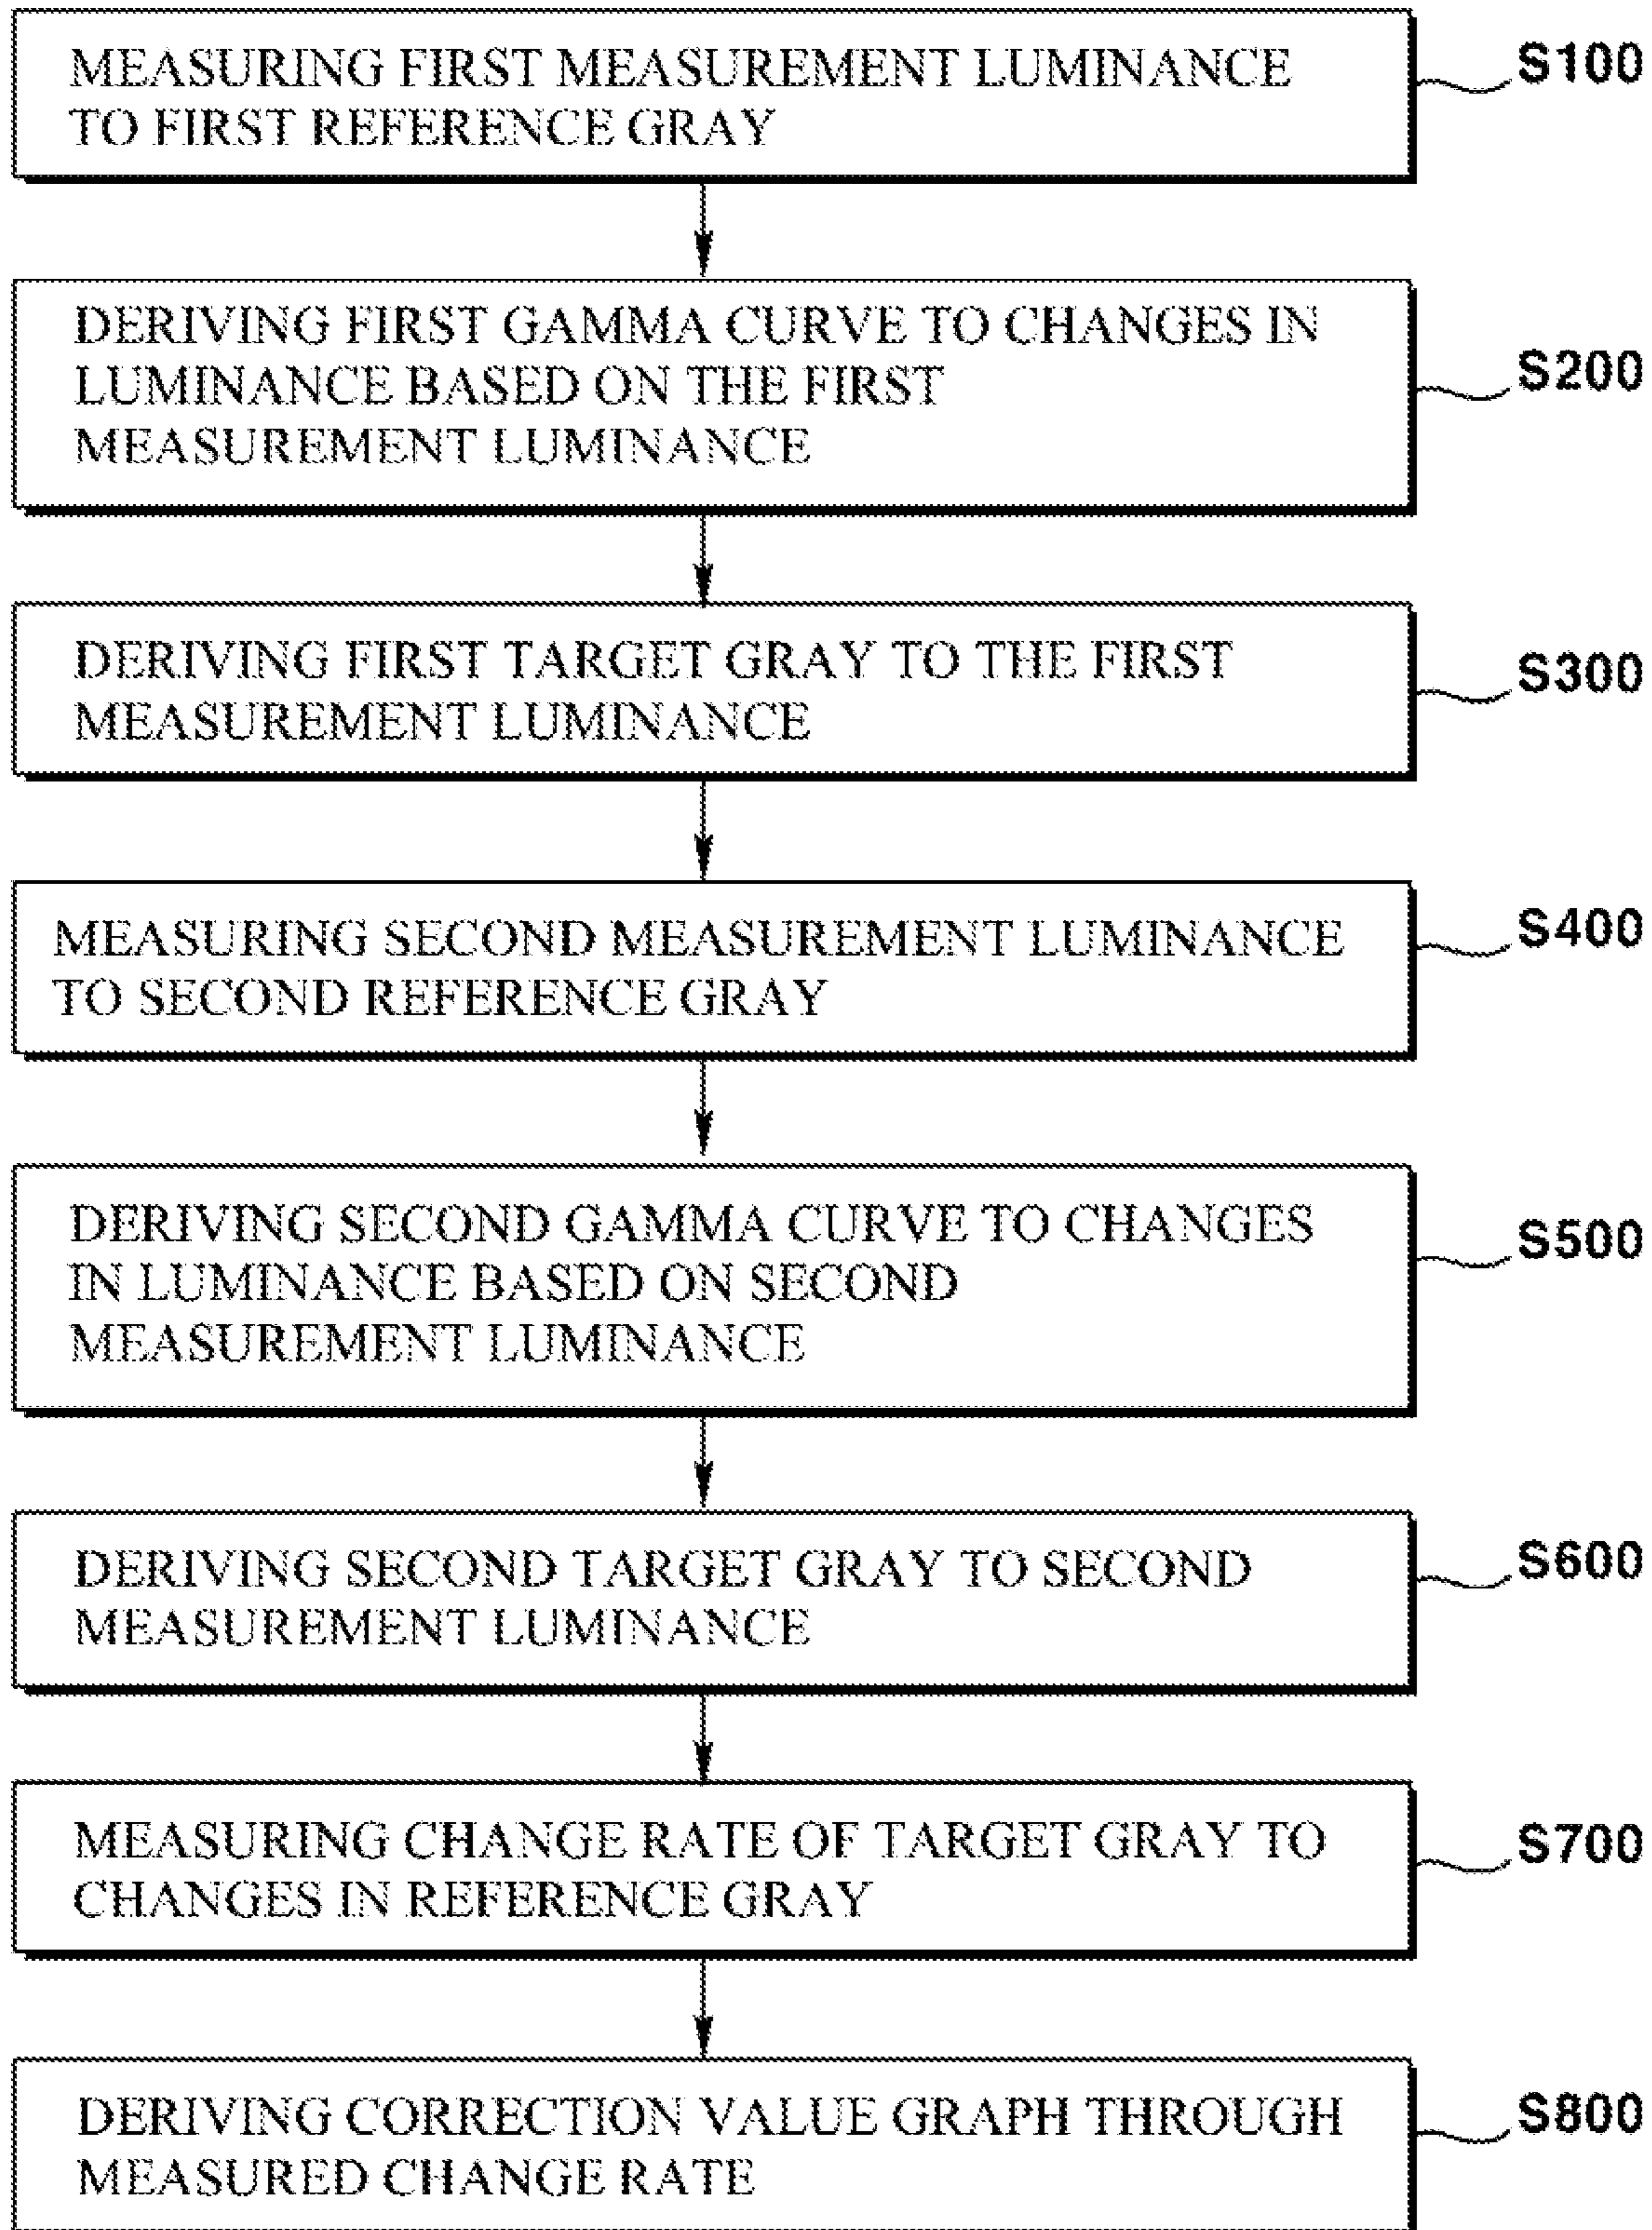 MEASURING FIRST MEASUREMENT LUMINANCE
TO FIRST REFERENCE GRAY
S100
DERIVING FIRST GAMMA CURVE TO CHANGES IN
LUMINANCE BASED ON THE FIRST
MEASUREMENT LUMINANCE
S200
DERIVING FIRST TARGET GRAY TO THE FIRST
MEASUREMENT LUMINANCE
S300
MEASURING SECOND MEASUREMENT LUMINANCE
TO SECOND REFERENCE GRAY
S400
DERIVING SECOND GAMMA CURVE TO CHANGES
IN LUMINANCE BASED ON SECOND
MEASUREMENT LUMINANCE
S500
DERIVING SECOND TARGET GRAY TO SECOND
MEASUREMENT LUMINANCE
S600
MEASURING CHANGE RATE OF TARGET GRAY TO
CHANGES IN REFERENCE GRAY
S700
DERIVING CORRECTION VALUE GRAPH THROUGH
MEASURED CHANGE RATE
S800